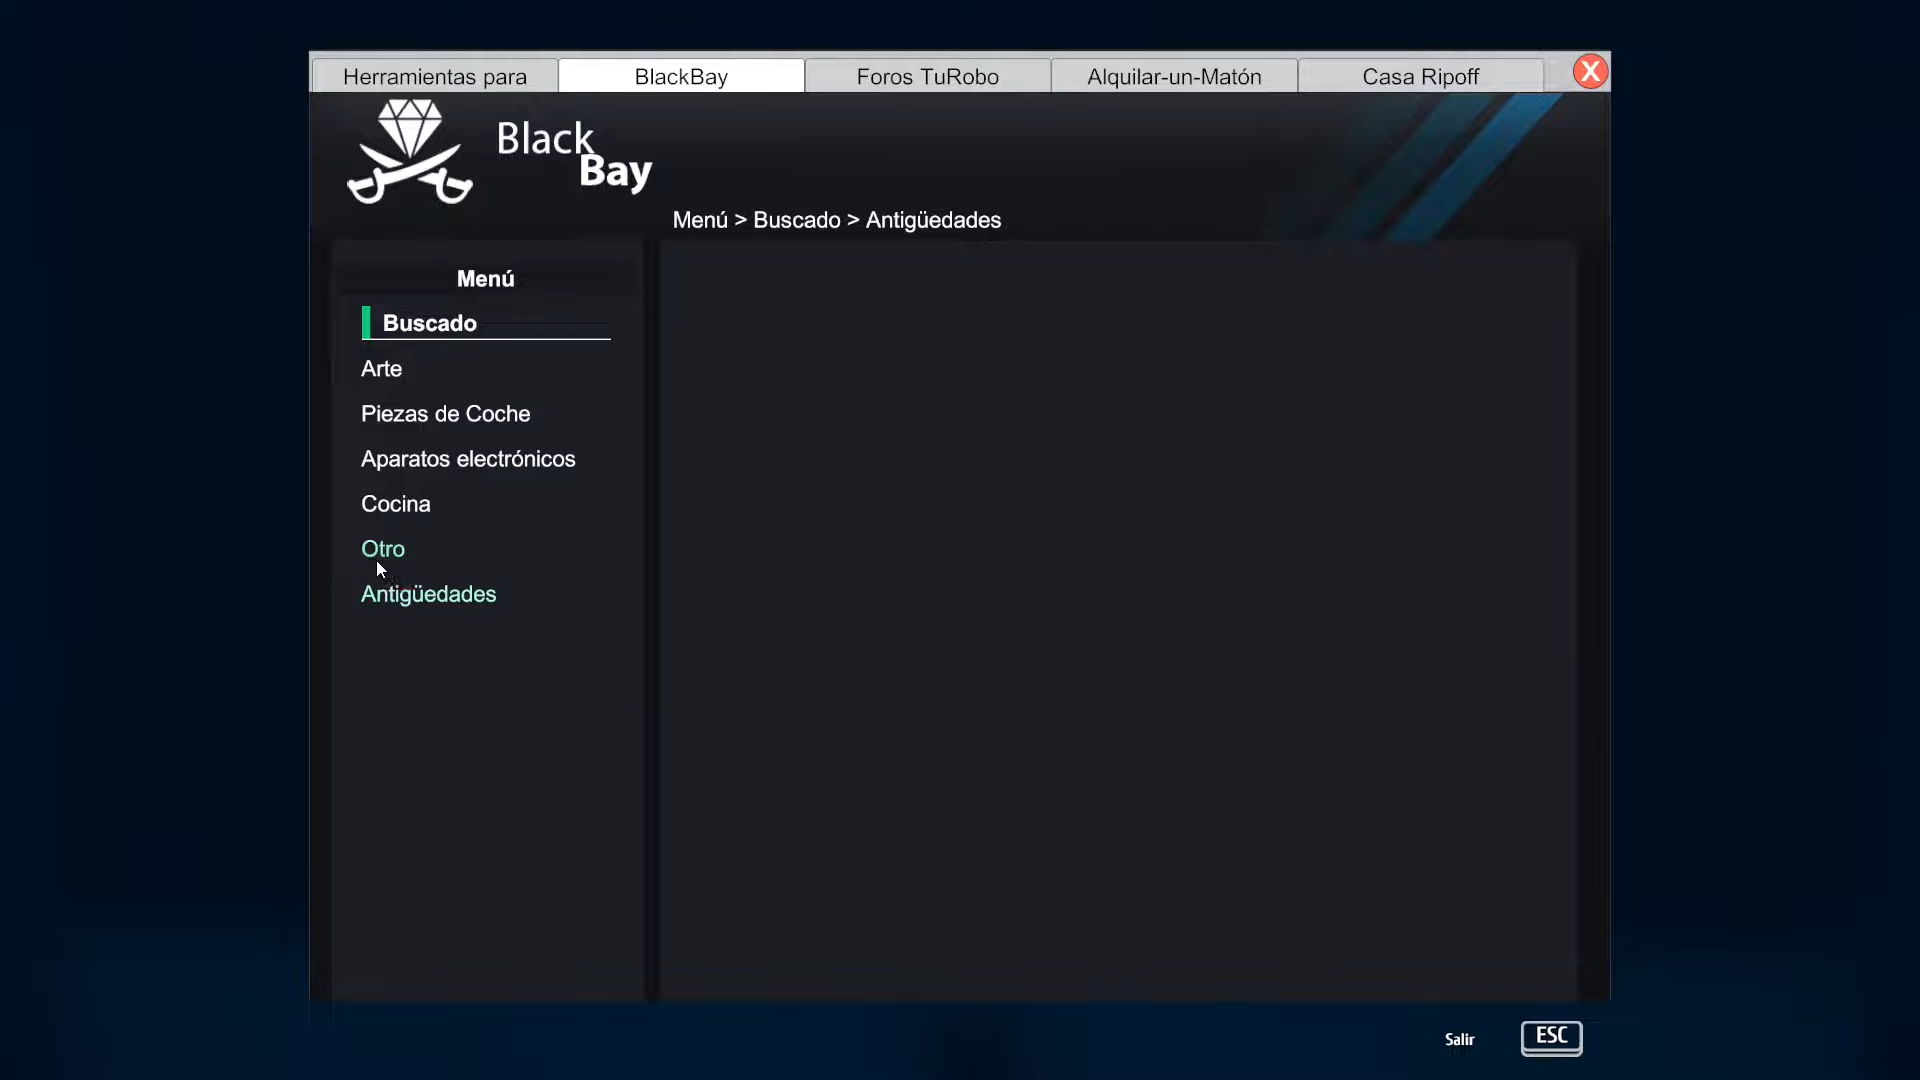 Herramientas para
BlackBay
Foros TuRobo
Alquilar-un-Matón
Casa Ripoff
X
Black
Bay
Menú > Buscado > Antigüedades
Menú
Buscado
Arte
Piezas de Coche
Aparatos electrónicos
Cocina
Otro
Antigüedades
Salir
ESC